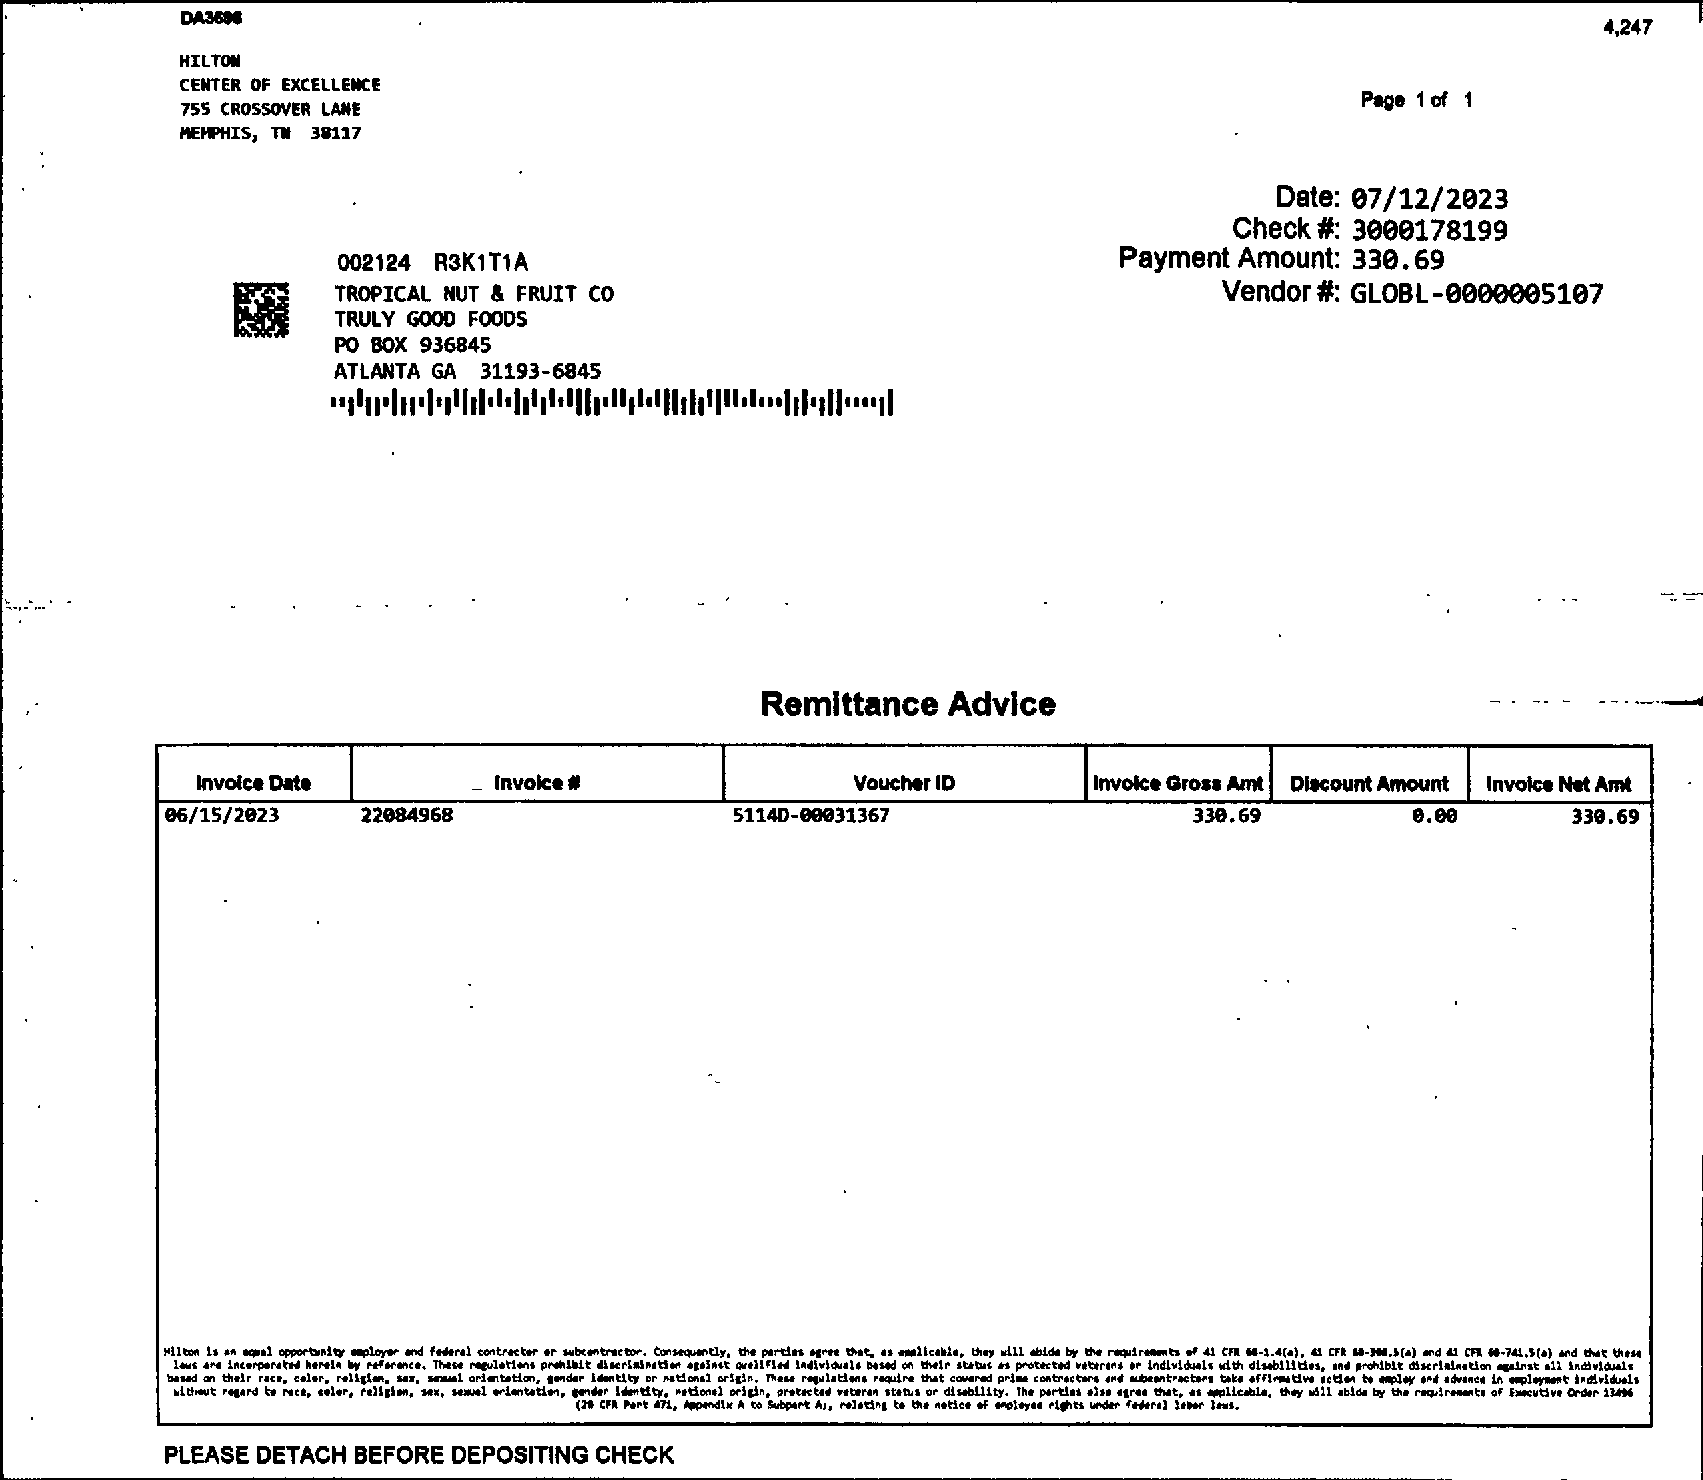 DA3696
4,247
HILTON
CENTER OF EXCELLENCE
755 CROSSOVER LANE
MEMPHIS, TN 38117
Page 1 of 1
Date: 07/12/2023
Check #: 3000178199
Payment Amount: 330.69
Vendor #: GLOBL-0000005107
002124 R3K1T1A
TROPICAL NUT & FRUIT CO
TRULY GOOD FOODS
PO BOX 936845
ATLANTA GA 31193-6845
Remittance Advice
Invoice Date Invoice # Voucher ID Invoice Gross Amt Discount Amount Invoice Net Amt
06/15/2023 22084968 5114D-00031367 330.69 0.00 330.69
Hilton is an equal opportunity employer and federal contractor or subcontractor. Consequently, the parties agree that, as applicable, they will abide by the requirements of 41 CFR 60-1.4(a), 41 CFR 60-300.5(a) and 41 CFR 60-741.5(a) and that these
laws are incorporated herein by reference. These regulations prohibit discrimination against qualified individuals based on their status as protected veterans or individuals with disabilities, and prohibit discrimination against all individuals
based on their race, color, religion, sex, sexual orientation, gender identity or national origin. These regulations require that covered prime contractors and subcontractors take affirmative action to employ and advance in employment individuals
without regard to race, color, religion, sex, sexual orientation, gender identity, national origin, protected veteran status or disability. The parties also agree that, as applicable, they will abide by the requirements of Executive Order 13496
(29 CFR Part 471, Appendix A to Subpart A), relating to the notice of employee rights under federal labor laws.
PLEASE DETACH BEFORE DEPOSITING CHECK